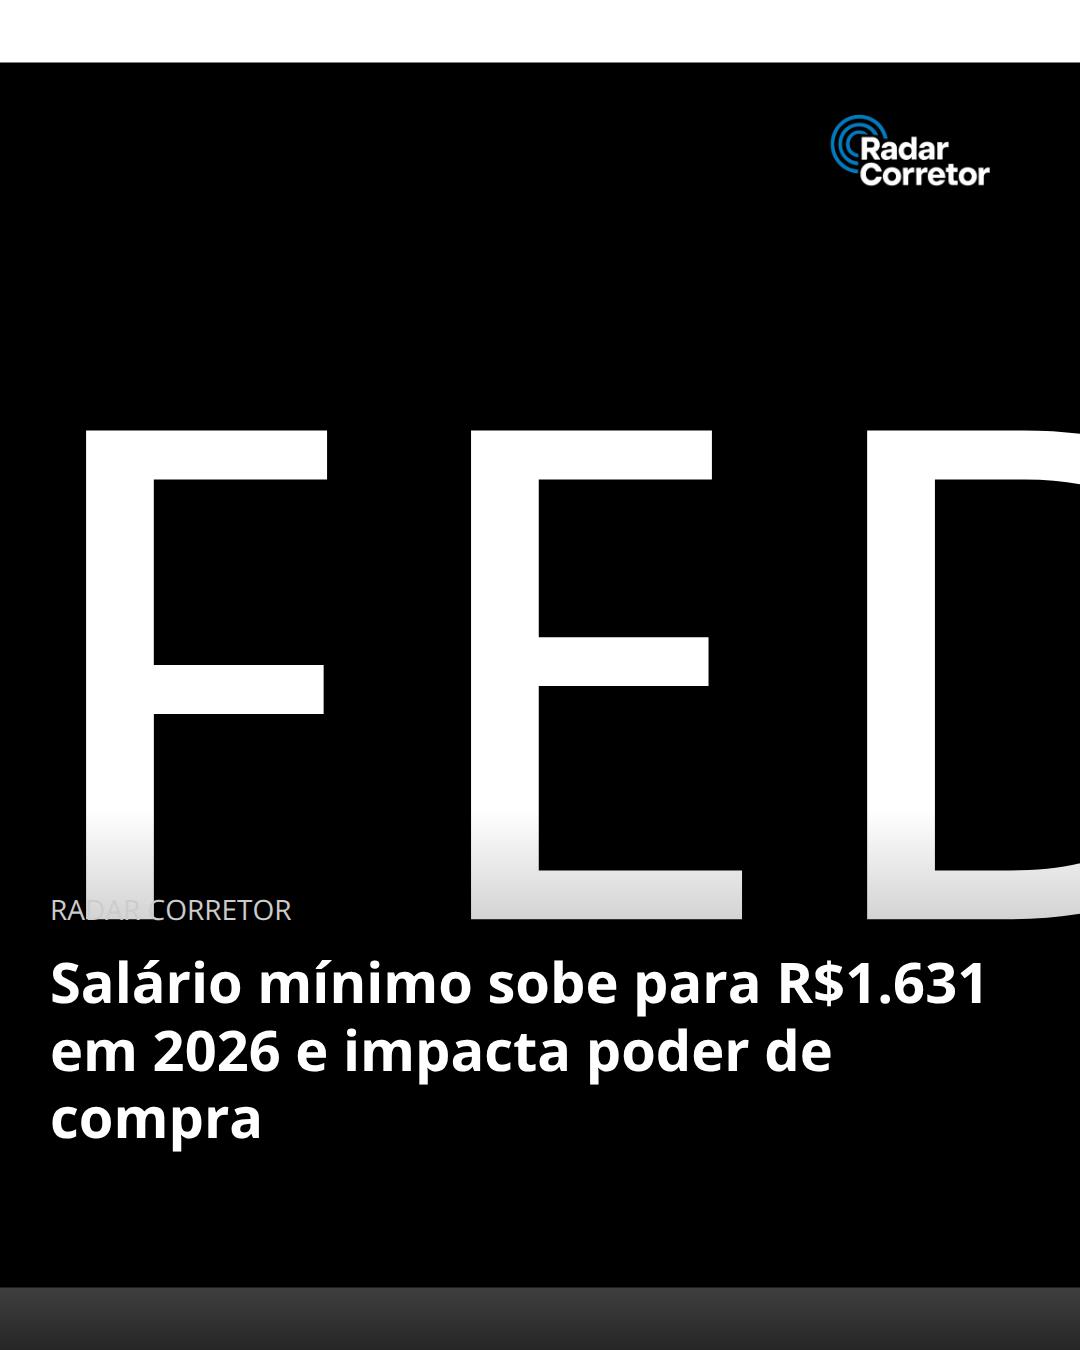 Radar
Corretor
FED
RADAR CORRETOR
Salário mínimo sobe para R$1.631
em 2026 e impacta poder de
compra